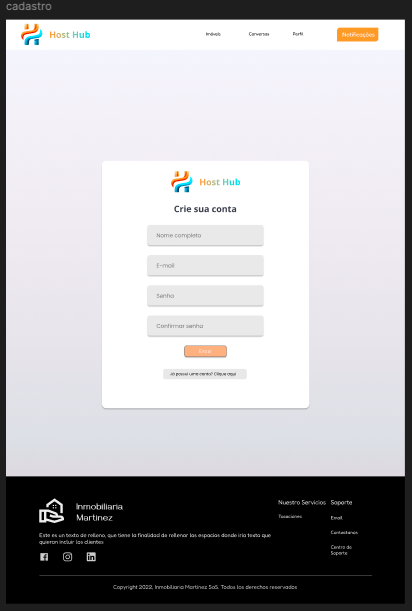 cadastro
Host Hub
Imóveis
Conversas
Perfil
Notificações
Host Hub
Crie sua conta
Nome completo
E-mail
Senha
Confirmar senha
Já possui uma conta? Clique aqui
Inmobiliaria
Martinez
Este es un texto de relleno, que tiene la finalidad de rellenar los espacios donde iria texto que
quieran incluir los clientes
Nuestro Servicios
Tasaciones
Soporte
Email
Contactanos
Centro de
Soporte
Copyright 2022, Inmobiliaria Martinez SaS. Todos los derechos reservados